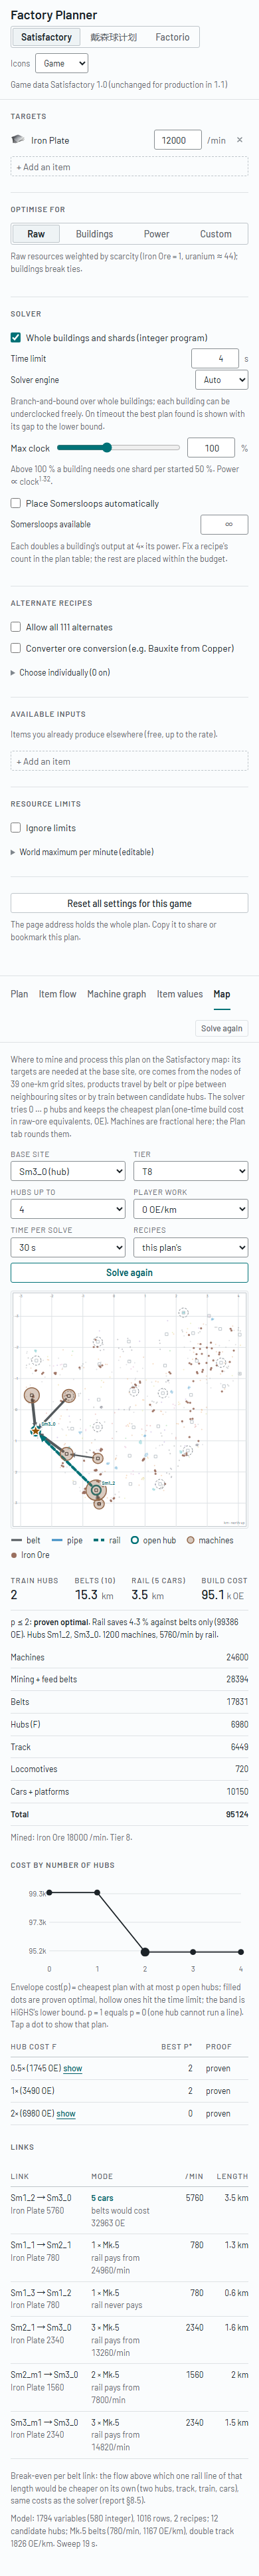 Factory Planner
Satisfactory 戴森球计划 Factorio
Icons Game
Game data Satisfactory 1.0 (unchanged for production in 1.1)
TARGETS
Iron Plate 12000 /min ×
+ Add an item
OPTIMISE FOR
Raw Buildings Power Custom
Raw resources weighted by scarcity (Iron Ore = 1, uranium ≈ 44);
buildings break ties.
SOLVER
Whole buildings and shards (integer program)
Time limit 4 s
Solver engine Auto
Branch-and-bound over whole buildings; each building can be
underclocked freely. On timeout the best plan found is shown with
its gap to the lower bound.
Max clock 100 %
Above 100 % a building needs one shard per started 50 %. Power
∝ clock1.32.
Place Somersloops automatically
Somersloops available ∞
Each doubles a building's output at 4× its power. Fix a recipe's
count in the plan table; the rest are placed within the budget.
ALTERNATE RECIPES
Allow all 111 alternates
Converter ore conversion (e.g. Bauxite from Copper)
▸ Choose individually (0 on)
AVAILABLE INPUTS
Items you already produce elsewhere (free, up to the rate).
+ Add an item
RESOURCE LIMITS
Ignore limits
▸ World maximum per minute (editable)
Reset all settings for this game
The page address holds the whole plan. Copy it to share or
bookmark this plan.
Plan Item flow Machine graph Item values Map
Solve again
Where to mine and process this plan on the Satisfactory map: its
targets are needed at the base site, ore comes from the nodes of
39 one-km grid sites, products travel by belt or pipe between
neighbouring sites or by train between candidate hubs. The solver
tries 0 … p hubs and keeps the cheapest plan (one-time build cost
in raw-ore equivalents, OE). Machines are fractional here; the Plan
tab rounds them.
BASE SITE TIER
Sm3_0 (hub) T8
HUBS UP TO PLAYER WORK
4 0 OE/km
TIME PER SOLVE RECIPES
30 s this plan's
Solve again
Sm3_0
Sm1_2
belt pipe rail open hub machines
Iron Ore
TRAIN HUBS BELTS (10) RAIL (5 CARS) BUILD COST
2 15.3 km 3.5 km 95.1 k OE
p ≤ 2: proven optimal. Rail saves 4.3 % against belts only (99386
OE). Hubs Sm1_2, Sm3_0. 1200 machines, 5760/min by rail.
Machines 24600
Mining + feed belts 28394
Belts 17831
Hubs (F) 6980
Track 6449
Locomotives 720
Cars + platforms 10150
Total 95124
Mined: Iron Ore 18000 /min. Tier 8.
COST BY NUMBER OF HUBS
99.3k
97.3k
95.2k
0 1 2 3 4
Envelope cost(p) = cheapest plan with at most p open hubs; filled
dots are proven optimal, hollow ones hit the time limit; the band is
HiGHS's lower bound. p = 1 equals p = 0 (one hub cannot run a line).
Tap a dot to show that plan.
HUB COST F BEST P* PROOF
0.5× (1745 OE) show 2 proven
1× (3490 OE) 2 proven
2× (6980 OE) show 0 proven
LINKS
LINK MODE /MIN LENGTH
Sm1_2 → Sm3_0 5 cars 5760 3.5 km
Iron Plate 5760 belts would cost
32963 OE
Sm1_1 → Sm2_1 1 × Mk.5 780 1.3 km
Iron Plate 780 rail pays from
24960/min
Sm1_3 → Sm1_2 1 × Mk.5 780 0.6 km
Iron Plate 780 rail never pays
Sm2_1 → Sm3_0 3 × Mk.5 2340 1.6 km
Iron Plate 2340 rail pays from
13260/min
Sm2_m1 → Sm3_0 2 × Mk.5 1560 2 km
Iron Plate 1560 rail pays from
7800/min
Sm3_m1 → Sm3_0 3 × Mk.5 2340 1.5 km
Iron Plate 2340 rail pays from
14820/min
Break-even per belt link: the flow above which one rail line of that
length would be cheaper on its own (two hubs, track, train, cars),
same costs as the solver (report §8.5).
Model: 1794 variables (580 integer), 1016 rows, 2 recipes; 12
candidate hubs; Mk.5 belts (780/min, 1167 OE/km), double track
1826 OE/km. Sweep 19 s.